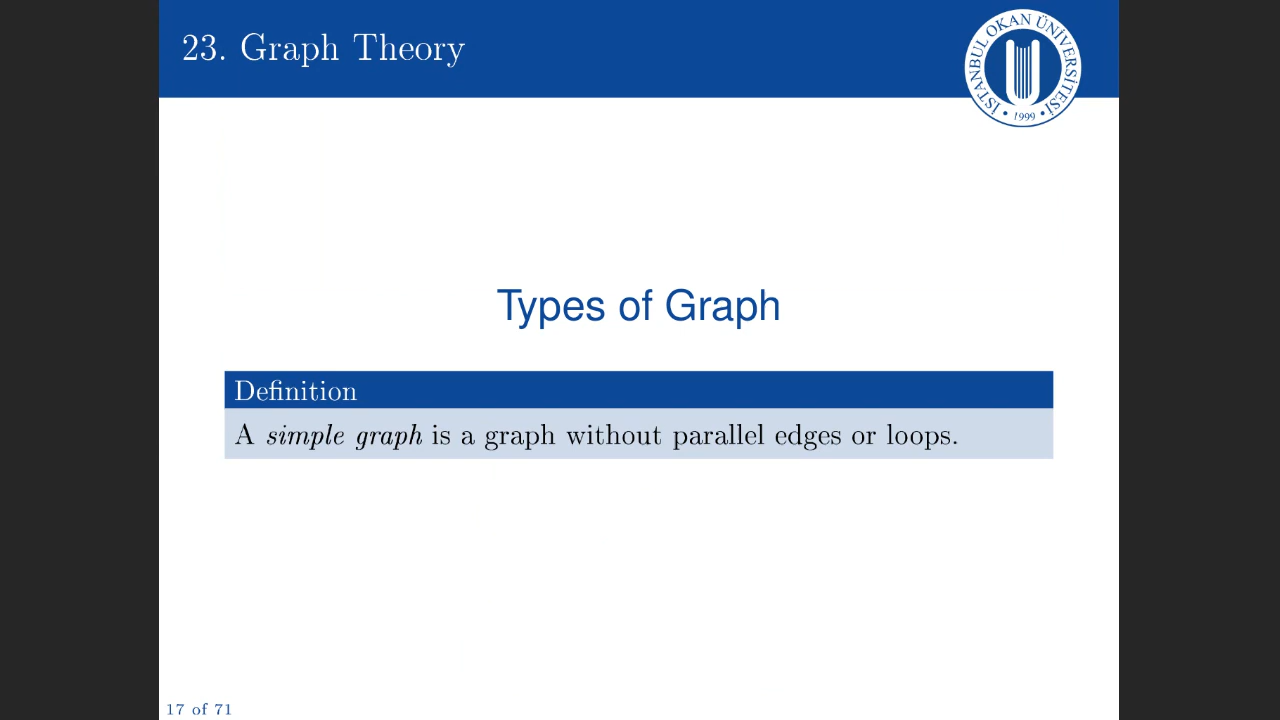 23. Graph Theory
İSTANBUL OKAN ÜNİVERSİTESİ
1999
Types of Graph
Definition
A simple graph is a graph without parallel edges or loops.
17 of 71